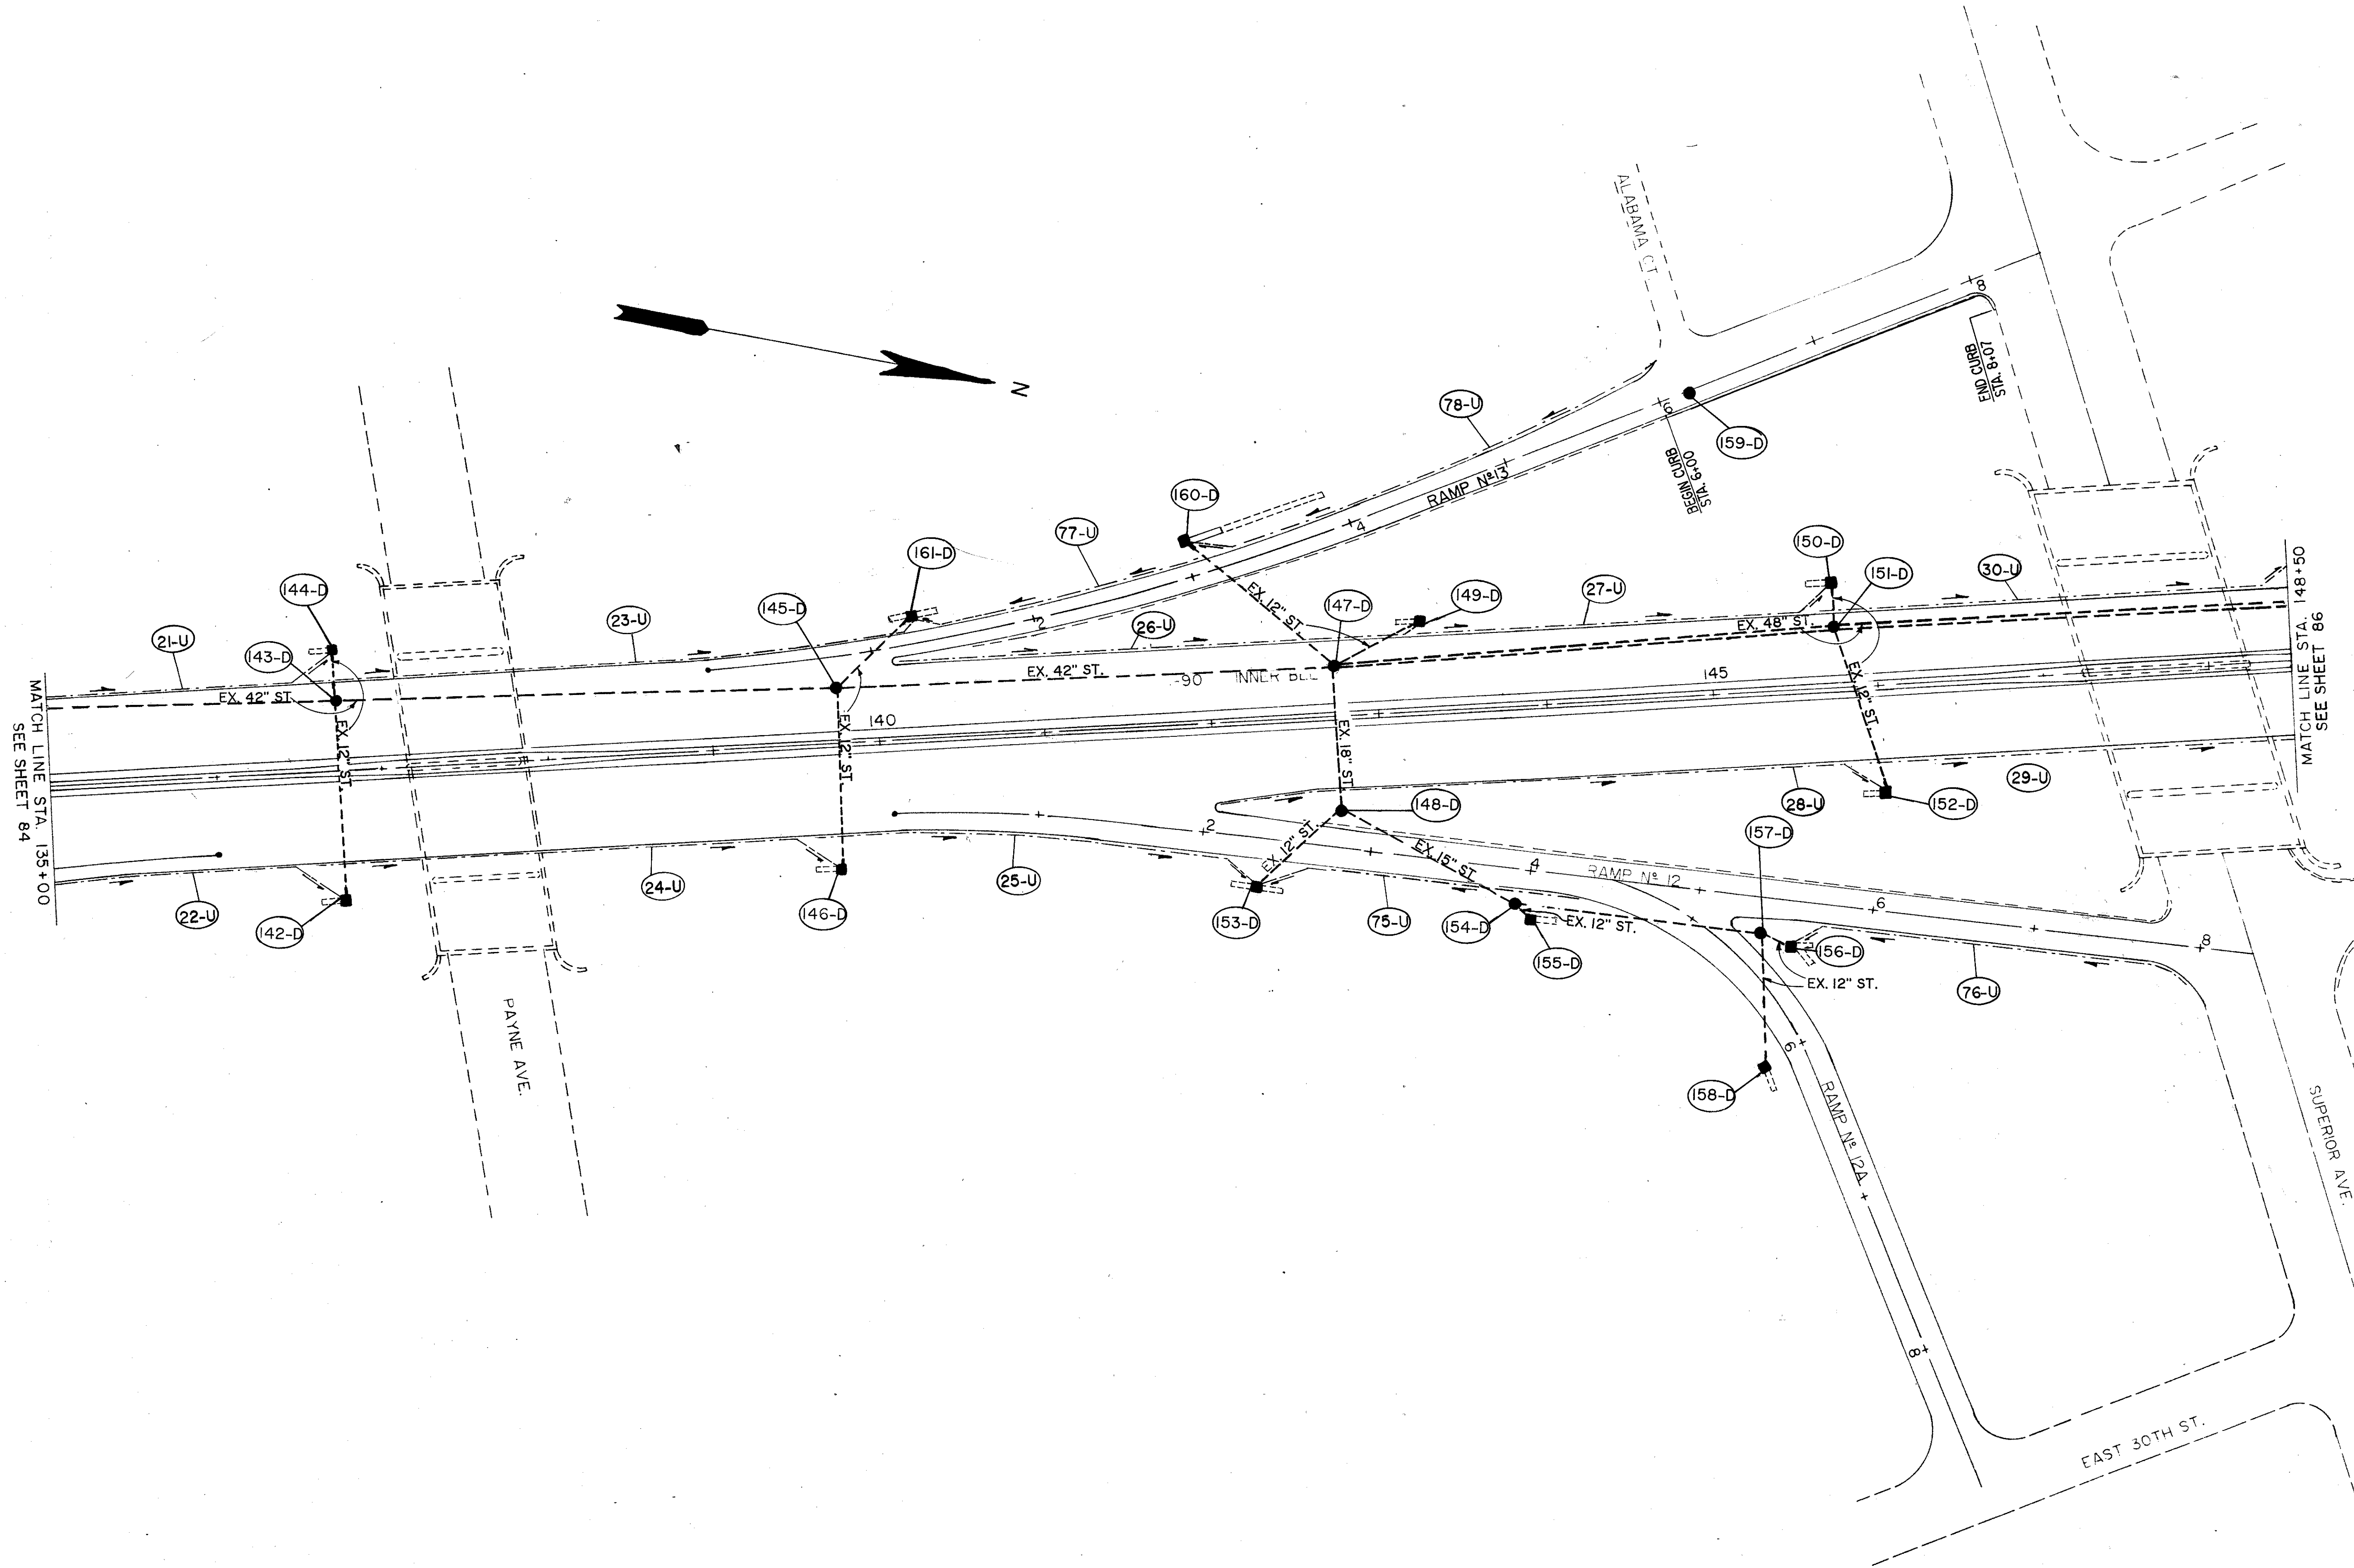 ALABAMA CT.
N
8
END CURB
STA. 8+07
78-U
6
159-D
BEGIN CURB
STA. 6+00
RAMP Nº 13
160-D
4
77-U
161-D
2
150-D
151-D
30-U
144-D
143-D
21-U
23-U
145-D
EX. 12" ST.
147-D
149-D
27-U
26-U
EX. 48" ST.
EX. 42" ST.
EX. 42" ST.
-90 INNER BEL
145
140
EX. 12" ST.
EX. 12" ST.
EX. 18" ST.
EX. 12" ST.
MATCH LINE STA. 135+00
SEE SHEET 84
MATCH LINE STA. 148+50
SEE SHEET 86
29-U
28-U
152-D
148-D
157-D
2
4
6
8
EX. 12" ST.
EX. 15" ST.
RAMP Nº 12
22-U
142-D
24-U
146-D
25-U
153-D
75-U
154-D
EX. 12" ST.
155-D
156-D
EX. 12" ST.
76-U
PAYNE AVE.
158-D
6
RAMP Nº 12A
8
SUPERIOR AVE.
EAST 30TH ST.